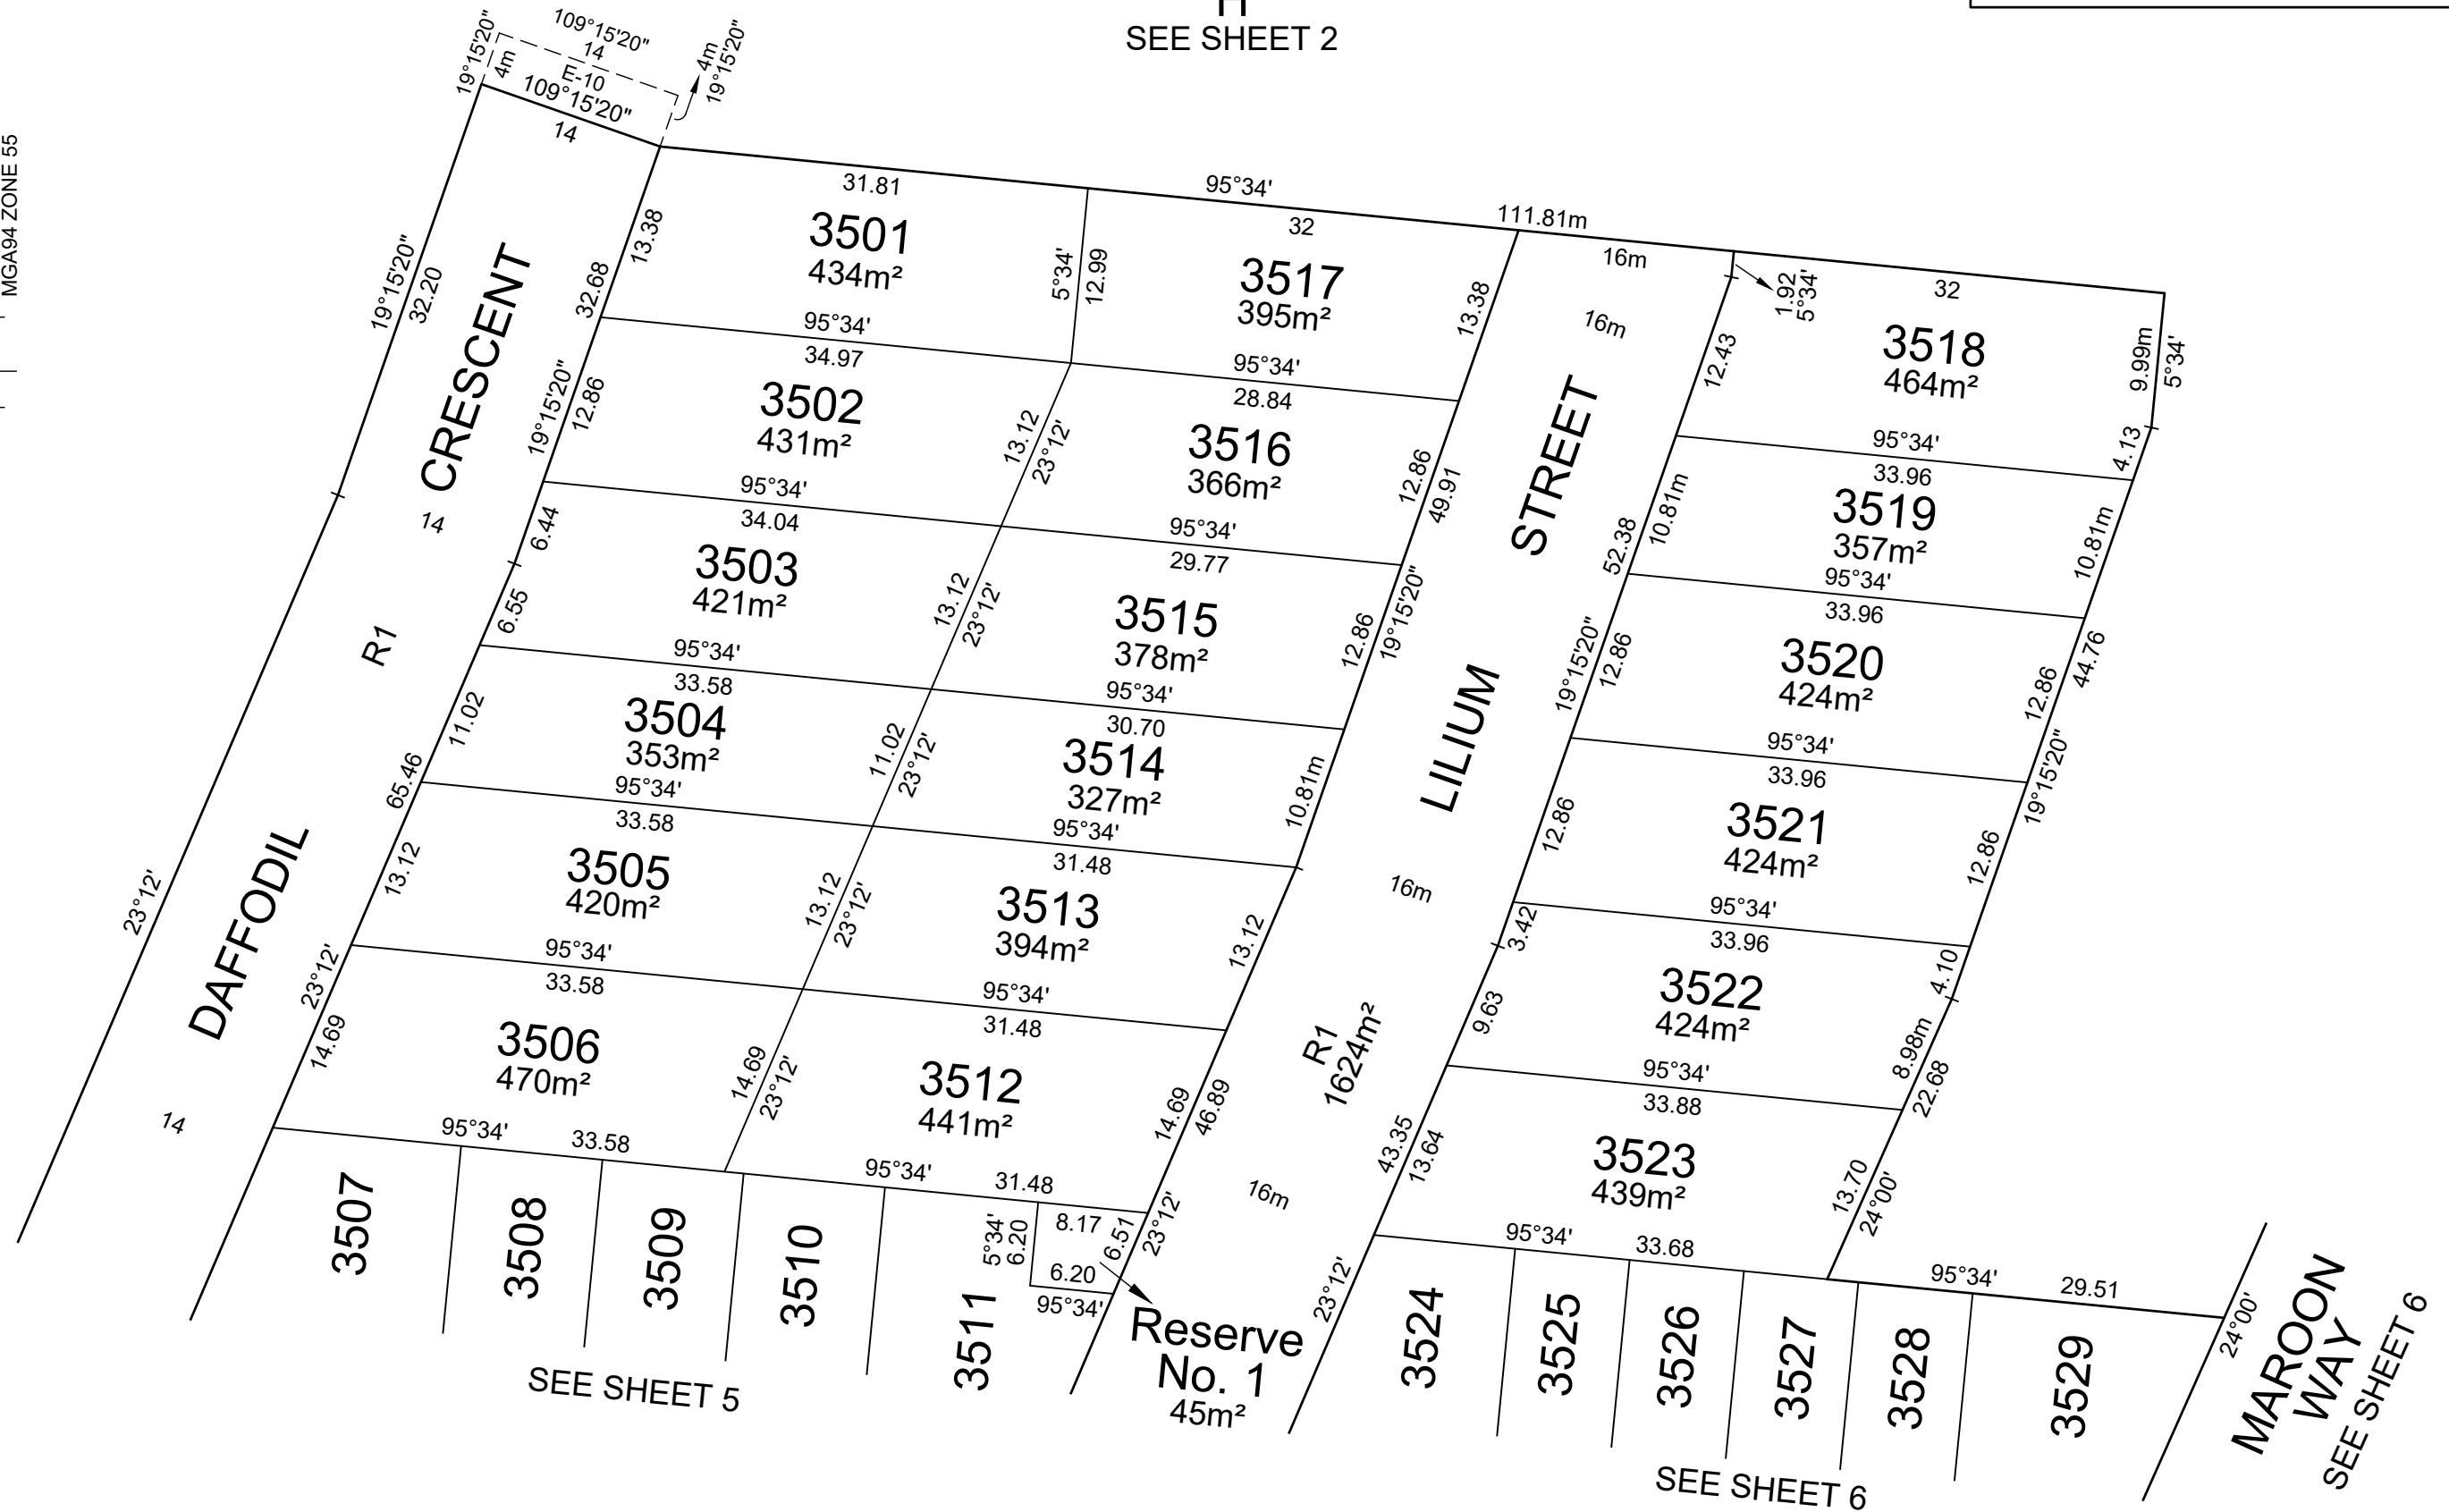 H
SEE SHEET 2
MGA94 ZONE 55
19°15'20"
4m
109°15'20"
14
E-10
109°15'20"
14
4m
19°15'20"
31.81
95°34'
32
111.81m
16m
1.92
5°34'
32
13.38
3501
434m²
5°34'
12.99
3517
395m²
13.38
16m
12.43
3518
464m²
9.99m
5°34'
19°15'20"
32.20
CRESCENT
32.68
95°34'
34.97
95°34'
28.84
STREET
95°34'
33.96
4.13
19°15'20"
12.86
3502
431m²
13.12
23°12'
3516
366m²
12.86
49.91
10.81m
3519
357m²
10.81m
14
95°34'
34.04
95°34'
29.77
52.38
95°34'
33.96
6.44
6.55
3503
421m²
13.12
23°12'
3515
378m²
12.86
19°15'20"
19°15'20"
12.86
3520
424m²
12.86
44.76
R1
95°34'
33.58
95°34'
30.70
LILIUM
95°34'
33.96
19°15'20"
11.02
3504
353m²
11.02
23°12'
3514
327m²
10.81m
12.86
3521
424m²
12.86
65.46
95°34'
33.58
95°34'
31.48
16m
95°34'
33.96
23°12'
DAFFODIL
13.12
3505
420m²
13.12
23°12'
3513
394m²
13.12
3.42
9.63
3522
424m²
4.10
8.98m
22.68
23°12'
95°34'
33.58
95°34'
31.48
R1
1624m²
95°34'
33.88
14.69
3506
470m²
14.69
23°12'
3512
441m²
14.69
46.89
43.35
13.64
3523
439m²
13.70
24°00'
14
95°34'
33.58
95°34'
31.48
23°12'
16m
95°34'
33.68
95°34'
29.51
5°34'
6.20
8.17
6.51
6.20
95°34'
23°12'
24°00'
3507
3508
3509
3510
3511
Reserve
No. 1
45m²
3524
3525
3526
3527
3528
3529
MAROON
WAY
SEE SHEET 6
SEE SHEET 5
SEE SHEET 6